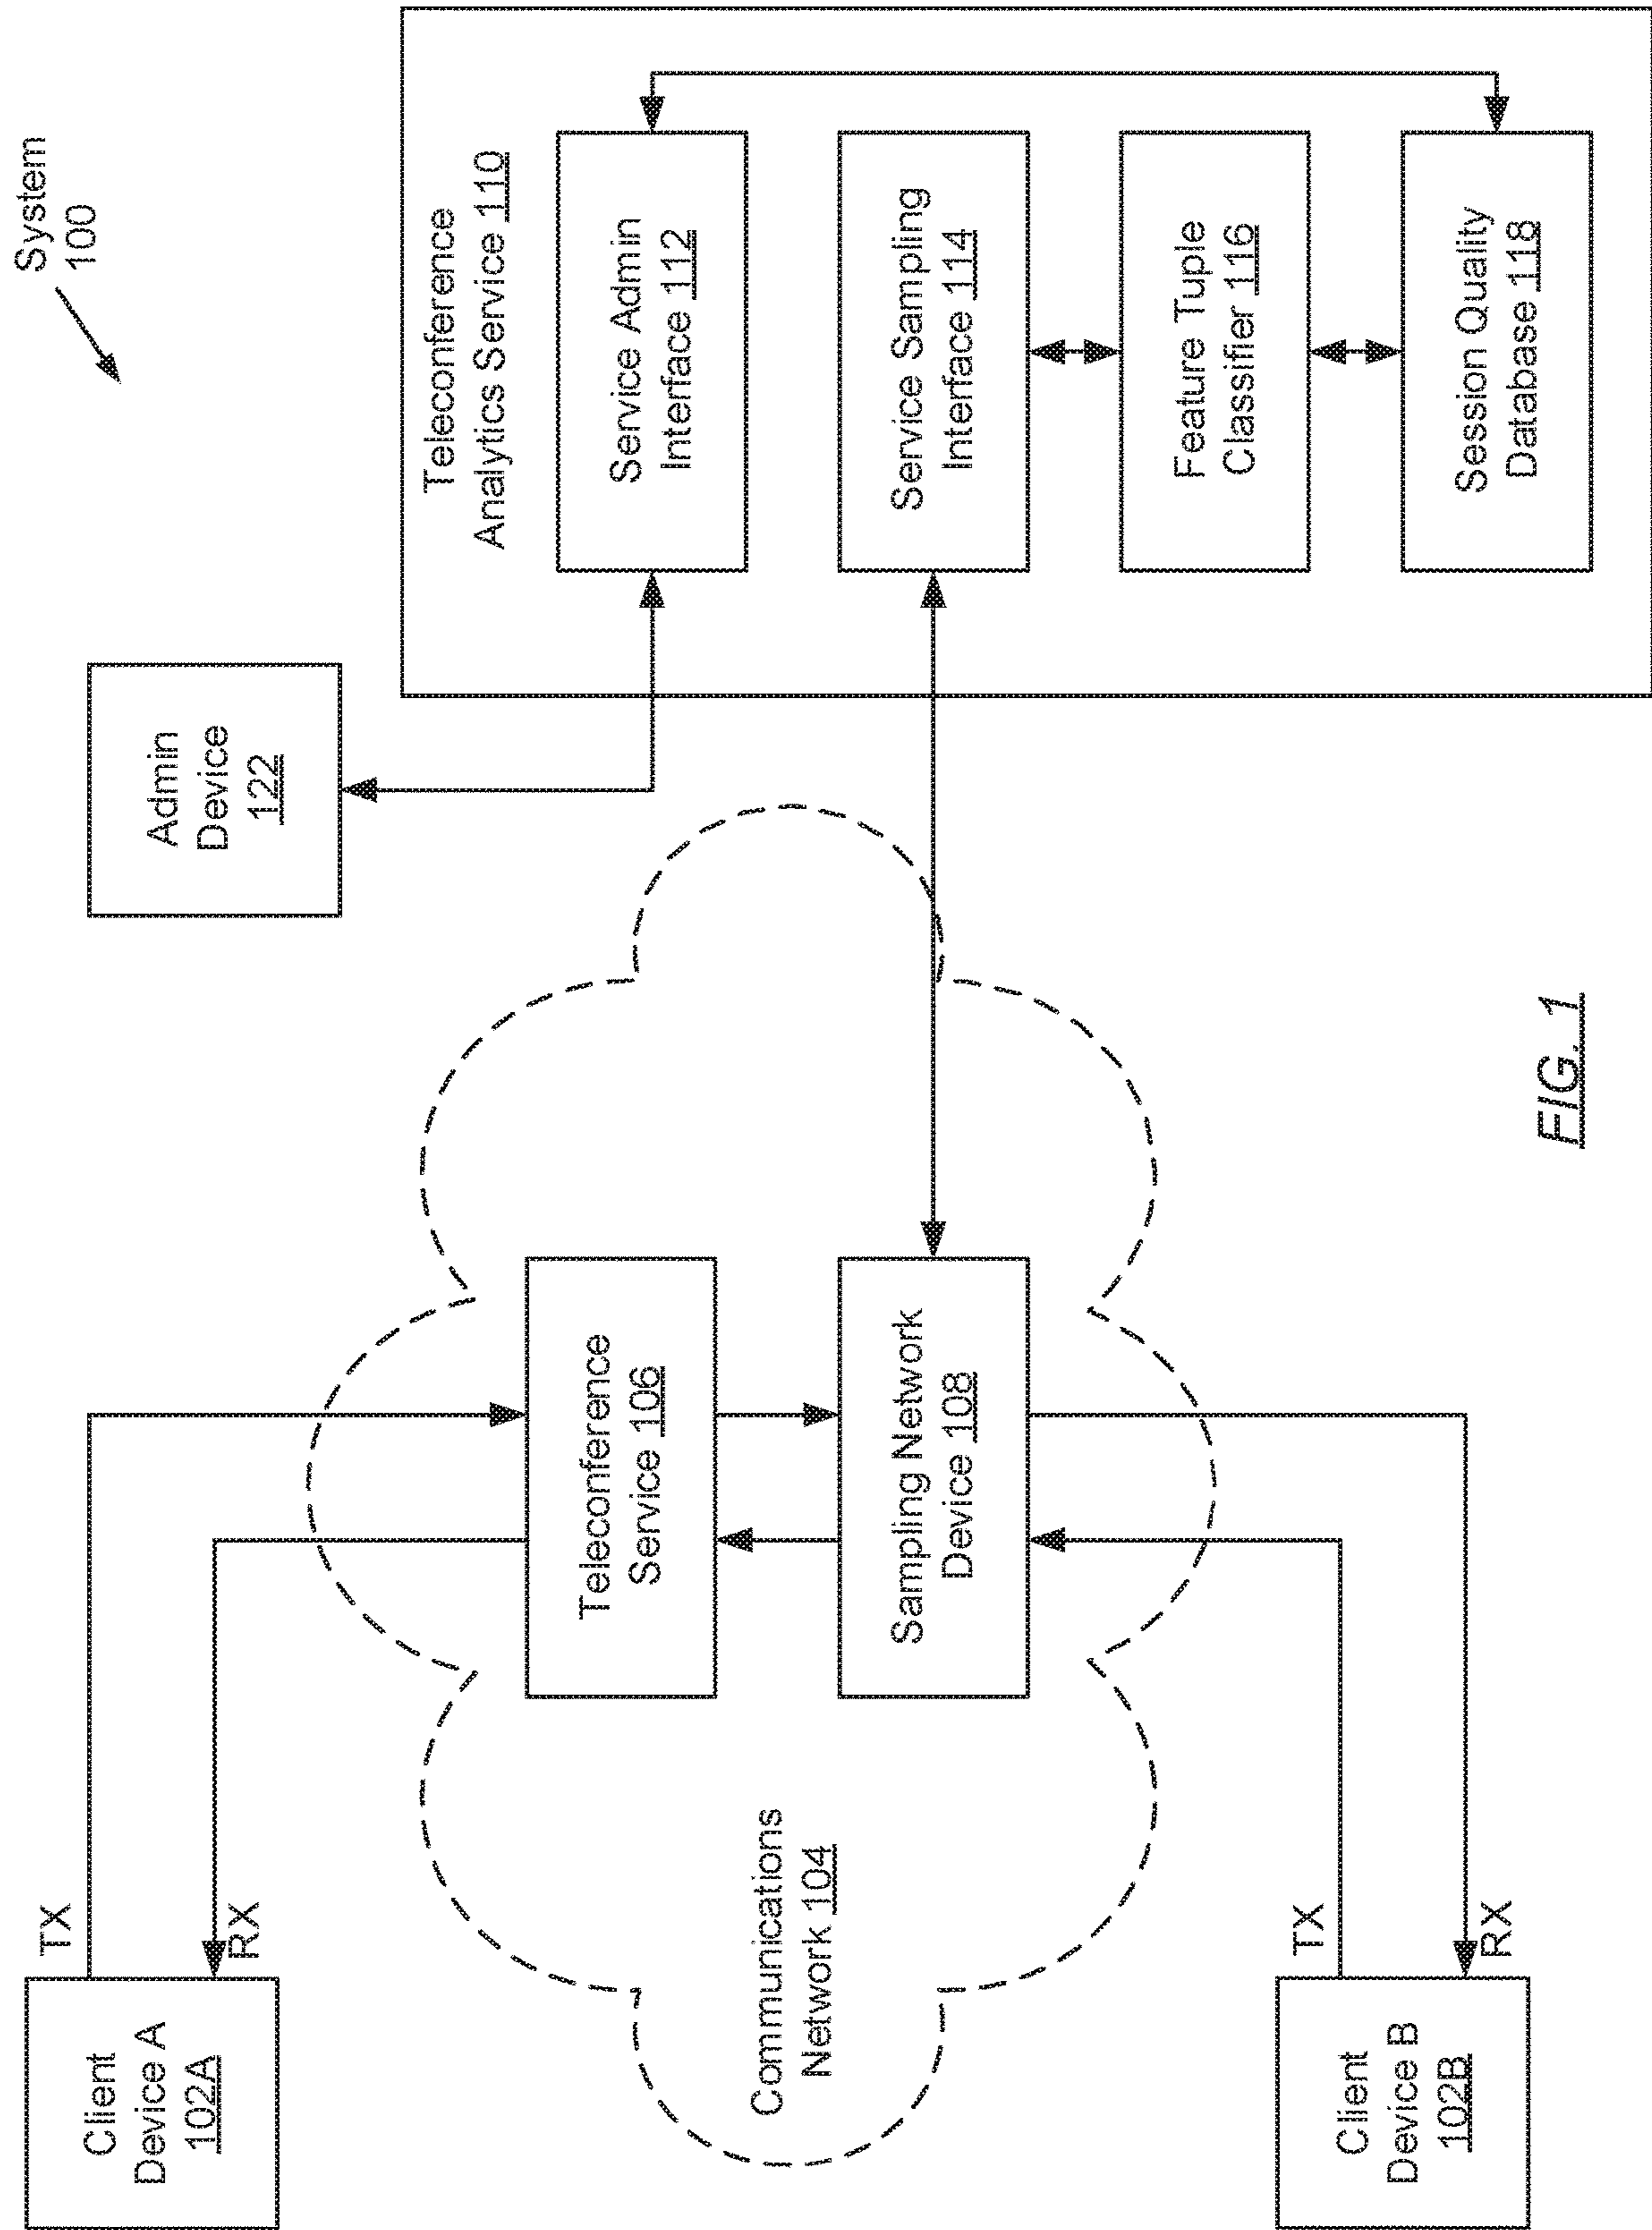 System
100
Client
Device A
102A
TX
RX
Admin
Device
122
Teleconference
Analytics Service 110
Service Admin
Interface 112
Teleconference
Service 106
Communications
Network 104
Sampling Network
Device 108
Service Sampling
Interface 114
Feature Tuple
Classifier 116
Session Quality
Database 118
Client
Device B
102B
TX
RX
FIG. 1